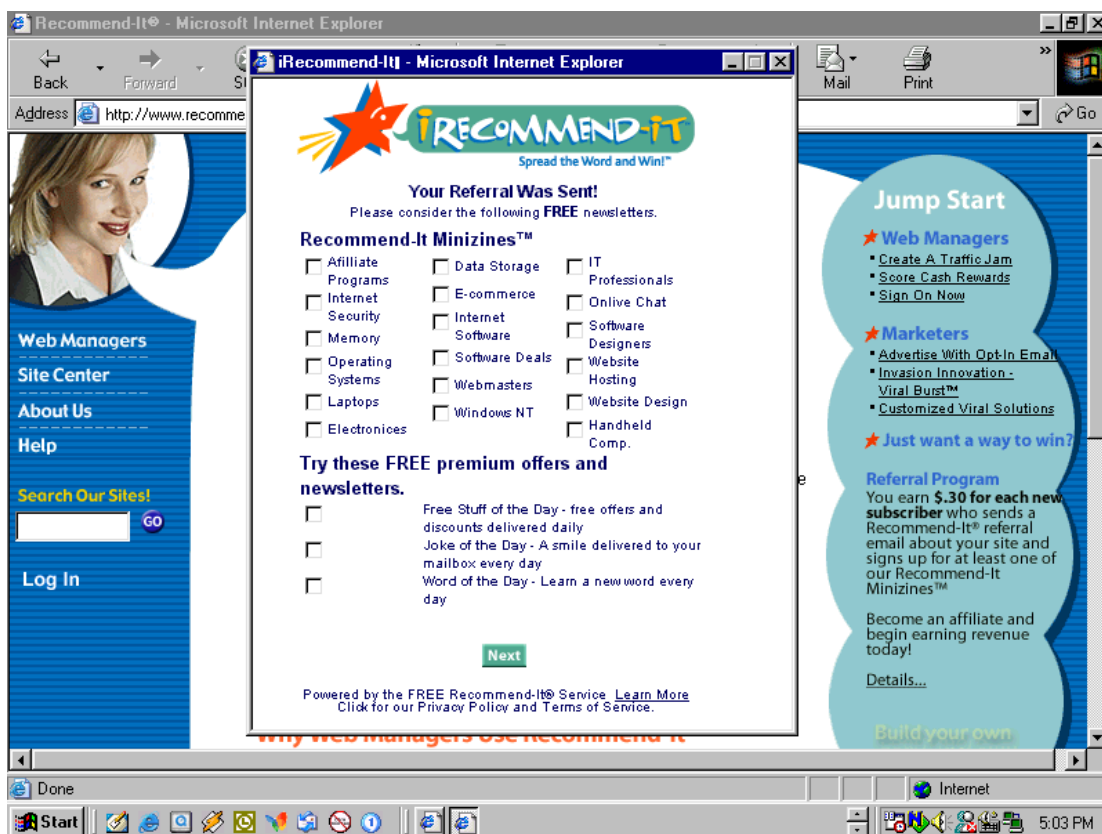 Recommend-It® - Microsoft Internet Explorer
Back
Forward
Mail
Print
Address http://www.recomme
Go
iRecommend-It - Microsoft Internet Explorer
iRECOMMEND-iT™
Spread the Word and Win!™
Your Referral Was Sent!
Please consider the following FREE newsletters.
Recommend-It Minizines™
Afilliate Programs
Internet Security
Memory
Operating Systems
Laptops
Electronices
Data Storage
E-commerce
Internet Software
Software Deals
Webmasters
Windows NT
IT Professionals
Onlive Chat
Software Designers
Website Hosting
Website Design
Handheld Comp.
Try these FREE premium offers and
newsletters.
Free Stuff of the Day - free offers and
discounts delivered daily
Joke of the Day - A smile delivered to your
mailbox every day
Word of the Day - Learn a new word every
day
Next
Powered by the FREE Recommend-It® Service Learn More
Click for our Privacy Policy and Terms of Service.
Web Managers
Site Center
About Us
Help
Search Our Sites!
GO
Log In
Jump Start
Web Managers
Create A Traffic Jam
Score Cash Rewards
Sign On Now
Marketers
Advertise With Opt-In Email
Invasion Innovation -
Viral Burst™
Customized Viral Solutions
Just want a way to win?
Referral Program
You earn $.30 for each new
subscriber who sends a
Recommend-It® referral
email about your site and
signs up for at least one of
our Recommend-It
Minizines™
Become an affiliate and
begin earning revenue
today!
Details...
Build your own
Why Web Managers Use Recommend-It
Done
Internet
Start
5:03 PM